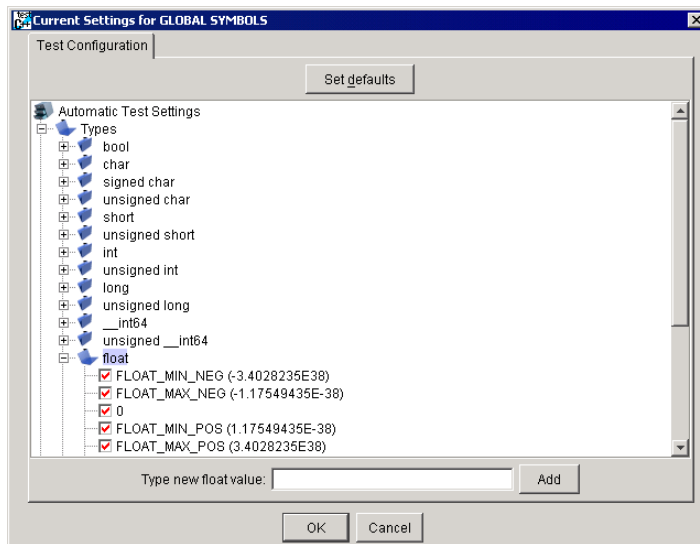 test
C++ Current Settings for GLOBAL SYMBOLS
Test Configuration
Set defaults
Automatic Test Settings
Types
bool
char
signed char
unsigned char
short
unsigned short
int
unsigned int
long
unsigned long
__int64
unsigned __int64
float
FLOAT_MIN_NEG (-3.4028235E38)
FLOAT_MAX_NEG (-1.17549435E-38)
0
FLOAT_MIN_POS (1.17549435E-38)
FLOAT_MAX_POS (3.4028235E38)
Type new float value: Add
OK Cancel